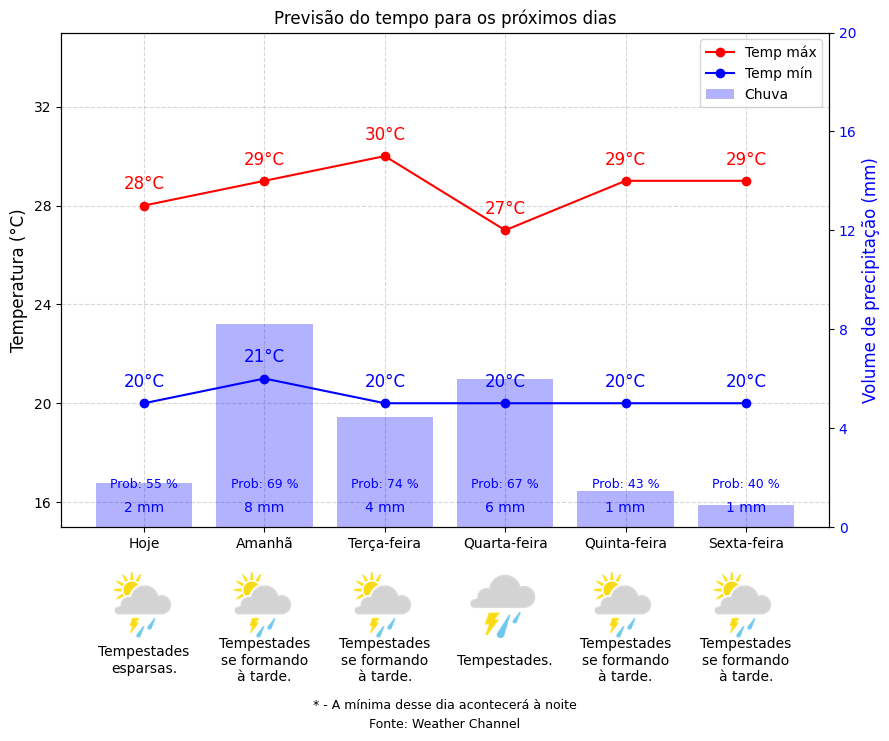 Previsão do tempo para os próximos dias
Temp máx
Temp mín
Chuva
Temperatura (°C)
32
28
24
20
16
Volume de precipitação (mm)
20
16
12
8
4
0
28°C
29°C
30°C
27°C
29°C
29°C
20°C
21°C
20°C
20°C
20°C
20°C
Prob: 55 %
Prob: 69 %
Prob: 74 %
Prob: 67 %
Prob: 43 %
Prob: 40 %
2 mm
8 mm
4 mm
6 mm
1 mm
1 mm
Hoje
Amanhã
Terça-feira
Quarta-feira
Quinta-feira
Sexta-feira
Tempestades
esparsas.
Tempestades
se formando
à tarde.
Tempestades
se formando
à tarde.
Tempestades.
Tempestades
se formando
à tarde.
Tempestades
se formando
à tarde.
* - A mínima desse dia acontecerá à noite
Fonte: Weather Channel